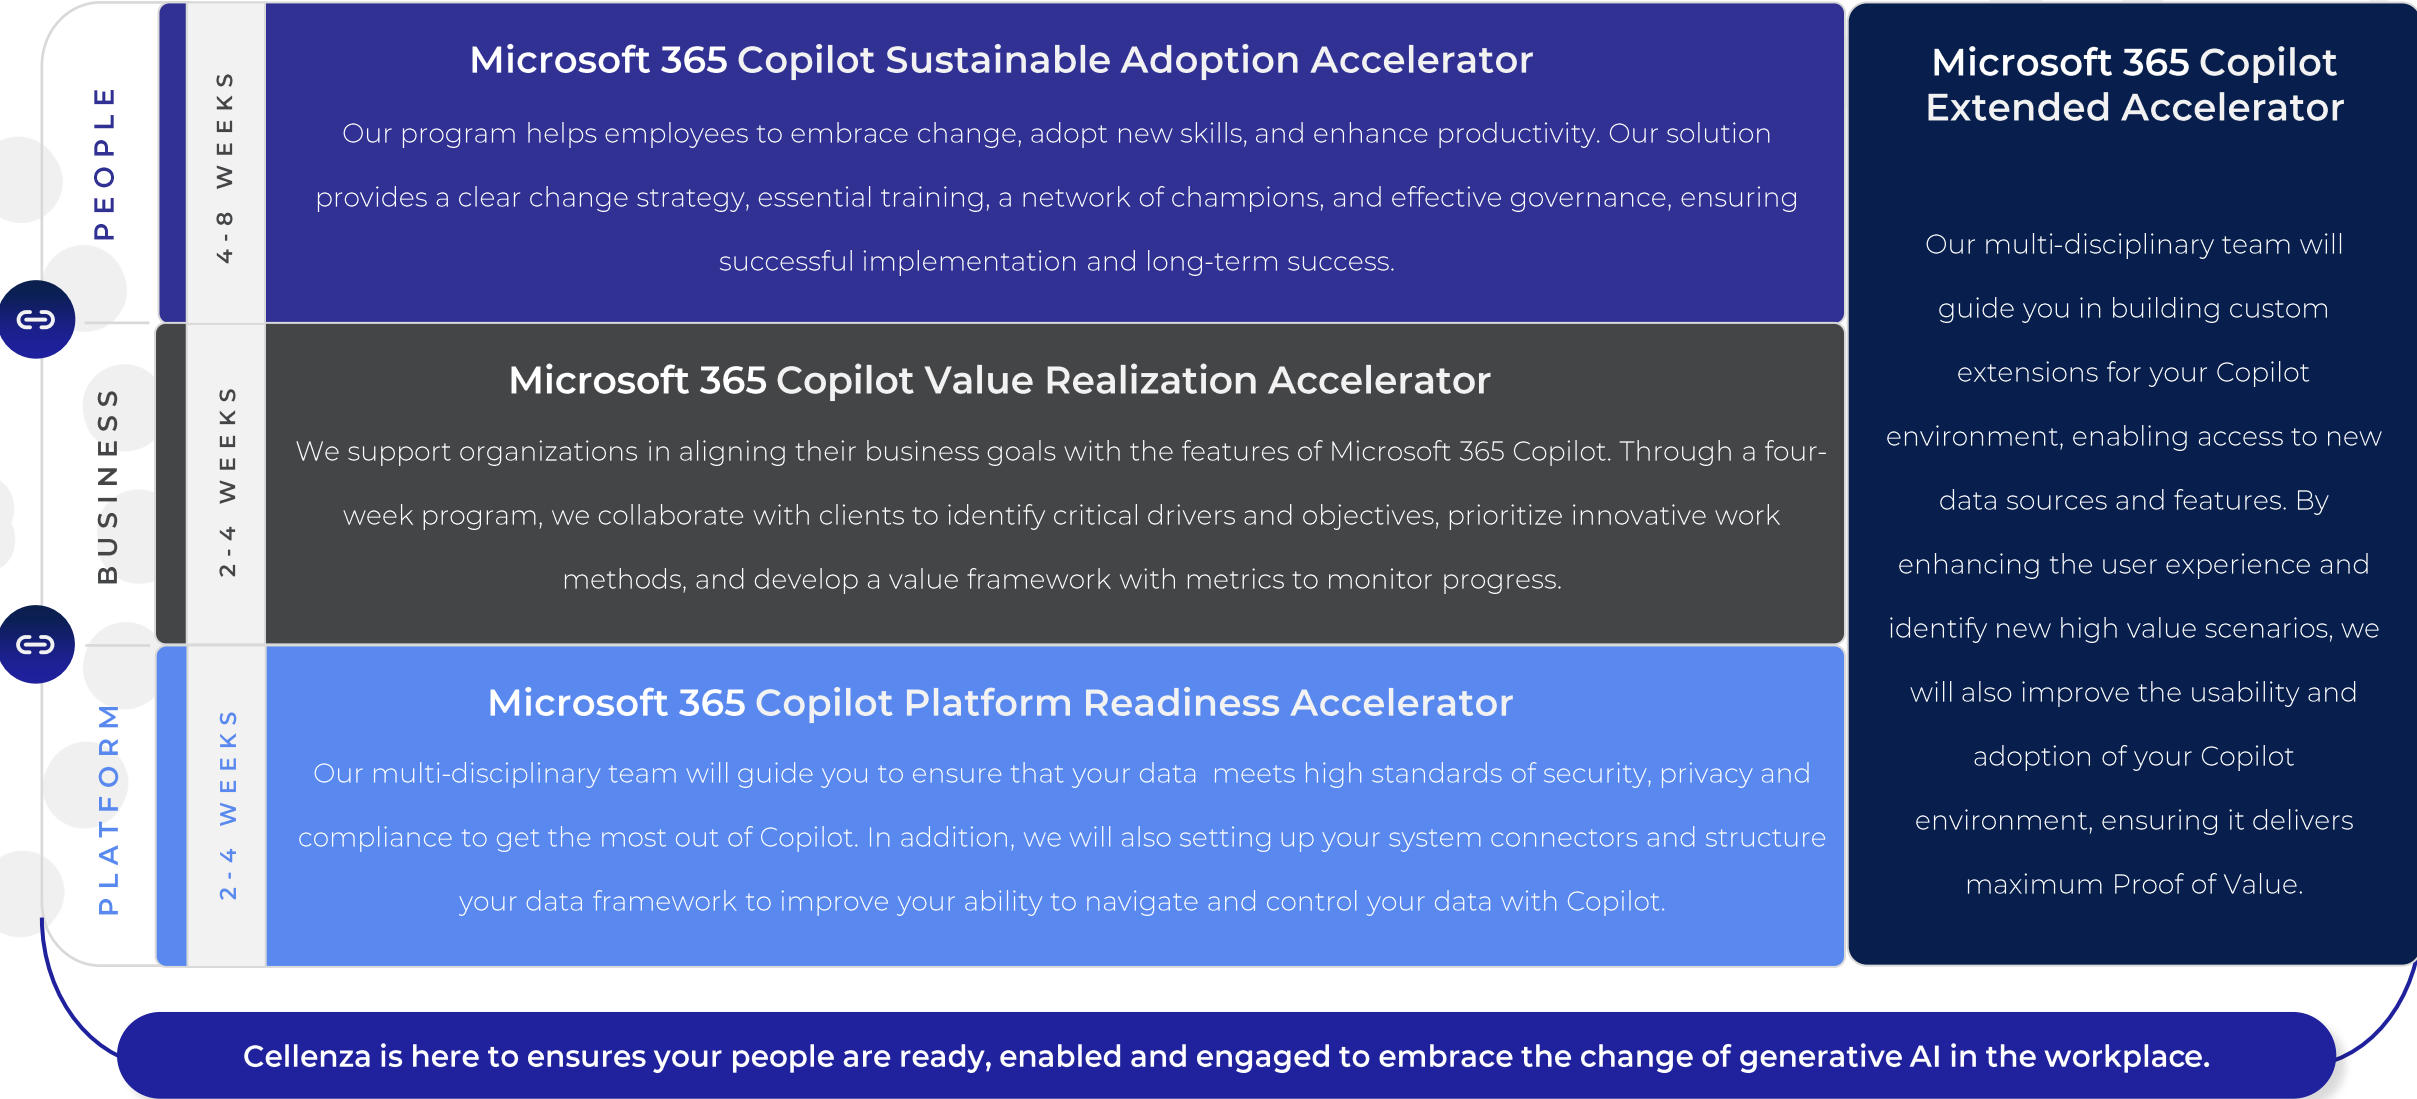 PEOPLE
4-8 WEEKS
Microsoft 365 Copilot Sustainable Adoption Accelerator
Our program helps employees to embrace change, adopt new skills, and enhance productivity. Our solution
provides a clear change strategy, essential training, a network of champions, and effective governance, ensuring
successful implementation and long-term success.
BUSINESS
2-4 WEEKS
Microsoft 365 Copilot Value Realization Accelerator
We support organizations in aligning their business goals with the features of Microsoft 365 Copilot. Through a four-
week program, we collaborate with clients to identify critical drivers and objectives, prioritize innovative work
methods, and develop a value framework with metrics to monitor progress.
PLATFORM
2-4 WEEKS
Microsoft 365 Copilot Platform Readiness Accelerator
Our multi-disciplinary team will guide you to ensure that your data  meets high standards of security, privacy and
compliance to get the most out of Copilot. In addition, we will also setting up your system connectors and structure
your data framework to improve your ability to navigate and control your data with Copilot.
Microsoft 365 Copilot
Extended Accelerator
Our multi-disciplinary team will
guide you in building custom
extensions for your Copilot
environment, enabling access to new
data sources and features. By
enhancing the user experience and
identify new high value scenarios, we
will also improve the usability and
adoption of your Copilot
environment, ensuring it delivers
maximum Proof of Value.
Cellenza is here to ensures your people are ready, enabled and engaged to embrace the change of generative AI in the workplace.